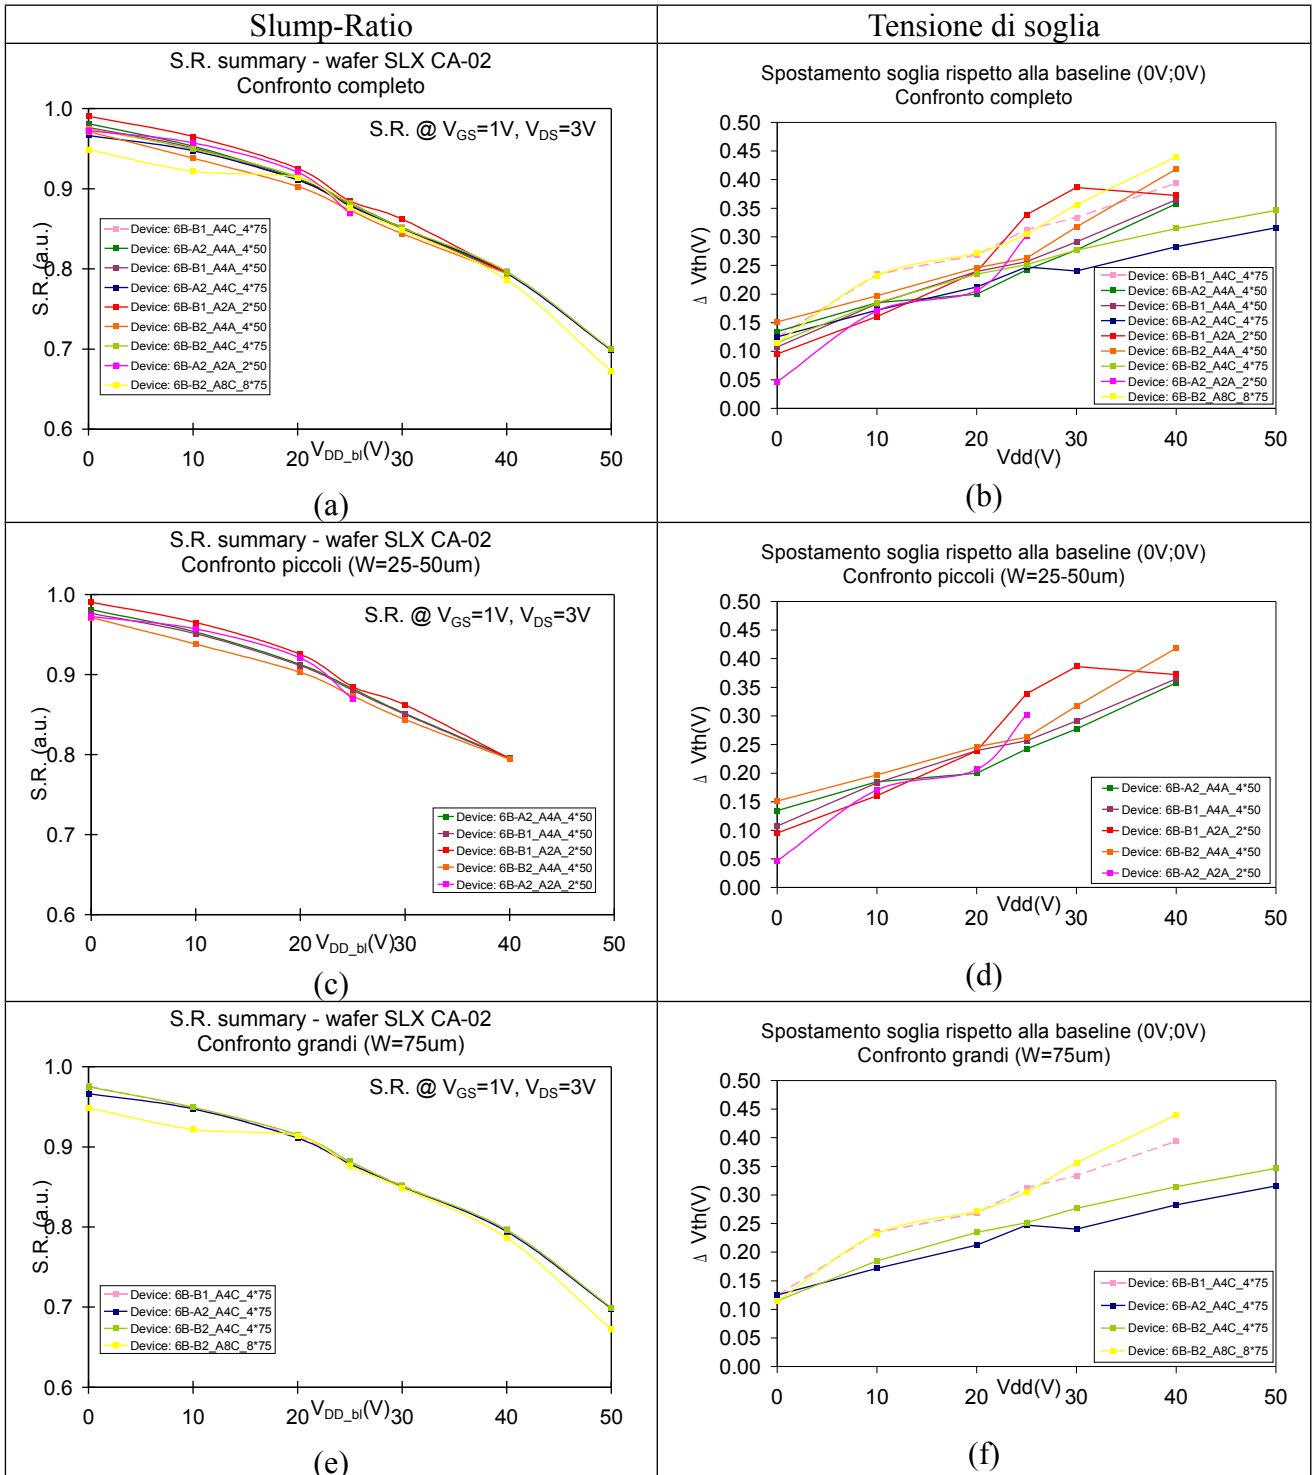 Slump-Ratio
Tensione di soglia
S.R. summary - wafer SLX CA-02
Confronto completo
S.R. @ VGS=1V, VDS=3V
S.R. (a.u.)
1.0
0.9
0.8
0.7
0.6
Device: 6B-B1_A4C_4*75
Device: 6B-A2_A4A_4*50
Device: 6B-B1_A4A_4*50
Device: 6B-A2_A4C_4*75
Device: 6B-B1_A2A_2*50
Device: 6B-B2_A4A_4*50
Device: 6B-B2_A4C_4*75
Device: 6B-A2_A2A_2*50
Device: 6B-B2_A8C_8*75
0 10 20 30 40 50
VDD_bl(V)
(a)
Spostamento soglia rispetto alla baseline (0V;0V)
Confronto completo
Δ Vth(V)
0.50
0.45
0.40
0.35
0.30
0.25
0.20
0.15
0.10
0.05
0.00
Device: 6B-B1_A4C_4*75
Device: 6B-A2_A4A_4*50
Device: 6B-B1_A4A_4*50
Device: 6B-A2_A4C_4*75
Device: 6B-B1_A2A_2*50
Device: 6B-B2_A4A_4*50
Device: 6B-B2_A4C_4*75
Device: 6B-A2_A2A_2*50
Device: 6B-B2_A8C_8*75
0 10 20 30 40 50
Vdd(V)
(b)
S.R. summary - wafer SLX CA-02
Confronto piccoli (W=25-50um)
S.R. @ VGS=1V, VDS=3V
S.R. (a.u.)
1.0
0.9
0.8
0.7
0.6
Device: 6B-A2_A4A_4*50
Device: 6B-B1_A4A_4*50
Device: 6B-B1_A2A_2*50
Device: 6B-B2_A4A_4*50
Device: 6B-A2_A2A_2*50
0 10 20 30 40 50
VDD_bl(V)
(c)
Spostamento soglia rispetto alla baseline (0V;0V)
Confronto piccoli (W=25-50um)
Δ Vth(V)
0.50
0.45
0.40
0.35
0.30
0.25
0.20
0.15
0.10
0.05
0.00
Device: 6B-A2_A4A_4*50
Device: 6B-B1_A4A_4*50
Device: 6B-B1_A2A_2*50
Device: 6B-B2_A4A_4*50
Device: 6B-A2_A2A_2*50
0 10 20 30 40 50
Vdd(V)
(d)
S.R. summary - wafer SLX CA-02
Confronto grandi (W=75um)
S.R. @ VGS=1V, VDS=3V
S.R. (a.u.)
1.0
0.9
0.8
0.7
0.6
Device: 6B-B1_A4C_4*75
Device: 6B-A2_A4C_4*75
Device: 6B-B2_A4C_4*75
Device: 6B-B2_A8C_8*75
0 10 20 30 40 50
VDD_bl(V)
(e)
Spostamento soglia rispetto alla baseline (0V;0V)
Confronto grandi (W=75um)
Δ Vth(V)
0.50
0.45
0.40
0.35
0.30
0.25
0.20
0.15
0.10
0.05
0.00
Device: 6B-B1_A4C_4*75
Device: 6B-A2_A4C_4*75
Device: 6B-B2_A4C_4*75
Device: 6B-B2_A8C_8*75
0 10 20 30 40 50
Vdd(V)
(f)